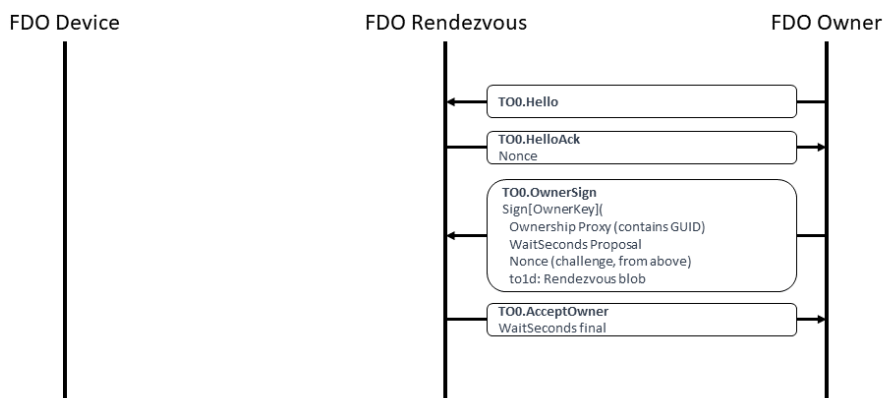 FDO Device
FDO Rendezvous
FDO Owner
TO0.Hello
TO0.HelloAck
Nonce
TO0.OwnerSign
Sign[OwnerKey](
Ownership Proxy (contains GUID)
WaitSeconds Proposal
Nonce (challenge, from above)
to1d: Rendezvous blob
TO0.AcceptOwner
WaitSeconds final